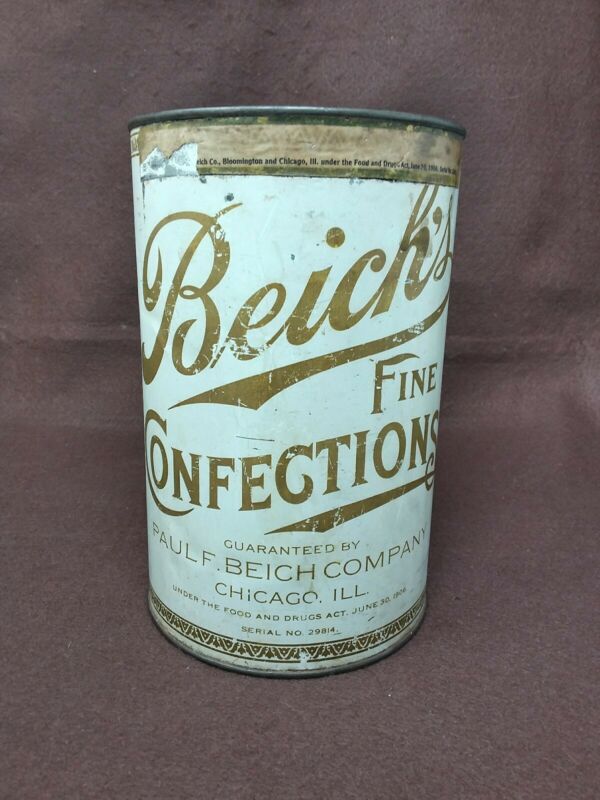 Co., Bloomington and Chicago, Ill. under the Food and Drugs Act, June 30, 1906.
Beich's
FINE
CONFECTIONS
GUARANTEED BY
PAUL F. BEICH COMPANY
CHICAGO, ILL.
UNDER THE FOOD AND DRUGS ACT, JUNE 30, 1906
SERIAL NO. 29814.